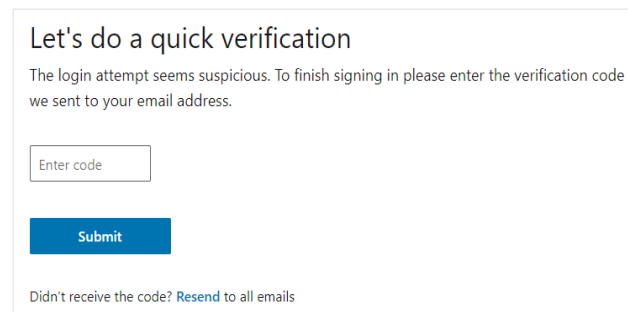 Let's do a quick verification
The login attempt seems suspicious. To finish signing in please enter the verification code
we sent to your email address.
Enter code
Submit
Didn't receive the code? Resend to all emails